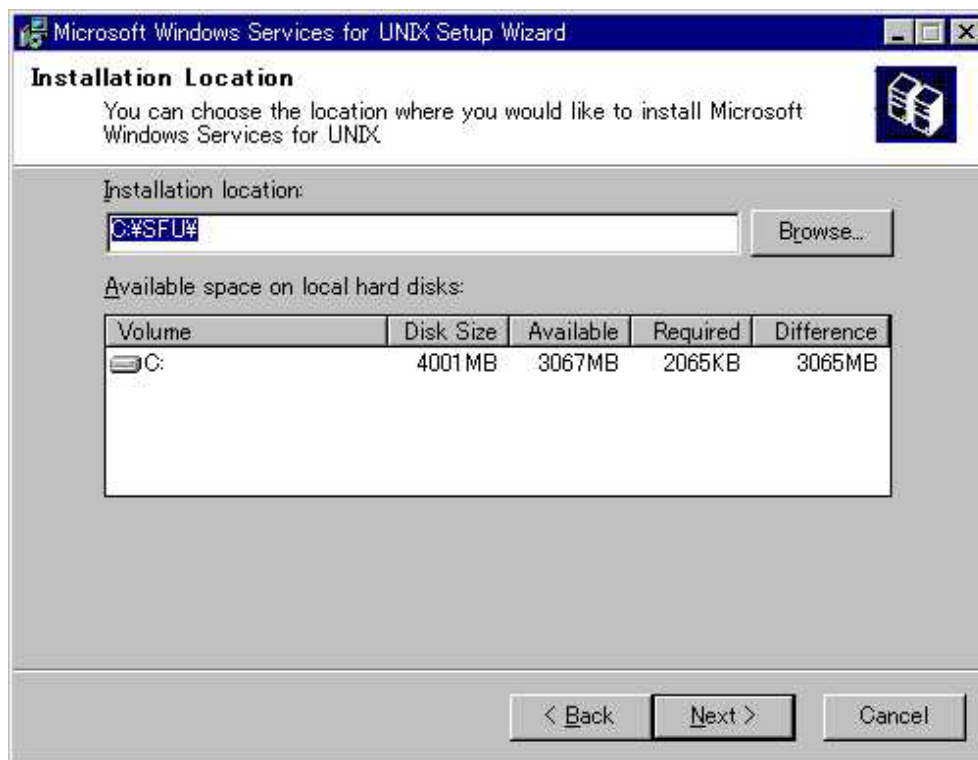 Microsoft Windows Services for UNIX Setup Wizard
Installation Location
You can choose the location where you would like to install Microsoft
Windows Services for UNIX
Installation location:
C:¥SFU¥
Browse...
Available space on local hard disks:
Volume Disk Size Available Required Difference
C: 4001MB 3067MB 2065KB 3065MB
< Back Next > Cancel